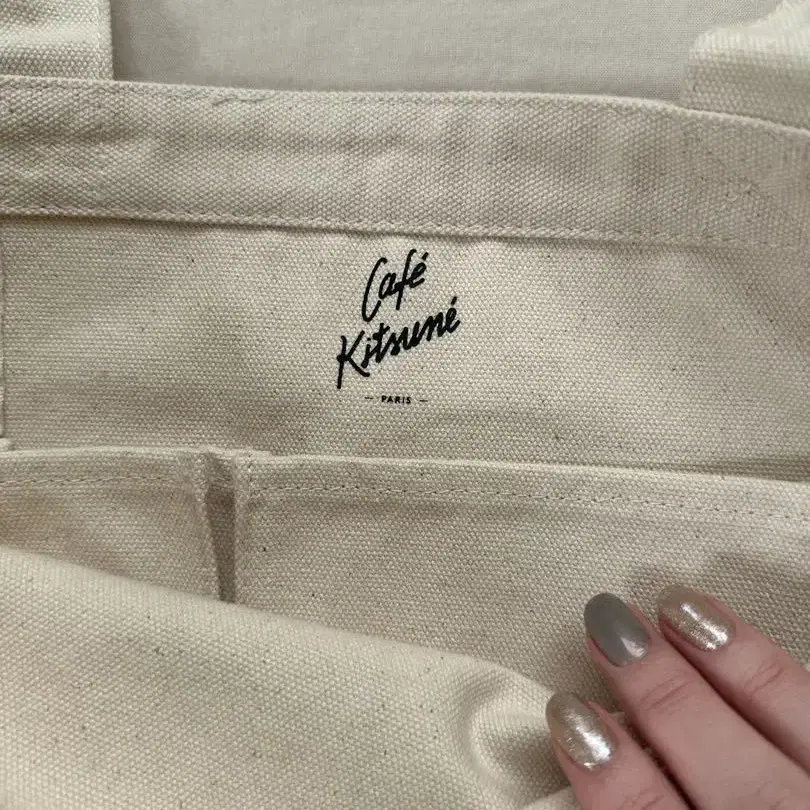 Café
Kitsuné
— PARIS —